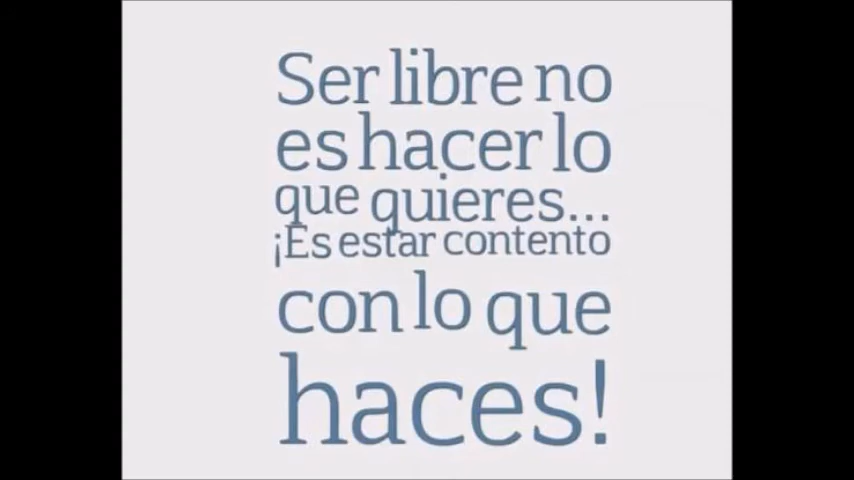 Ser libre no
es hacer lo
que quieres...
¡Es estar contento
con lo que
haces!